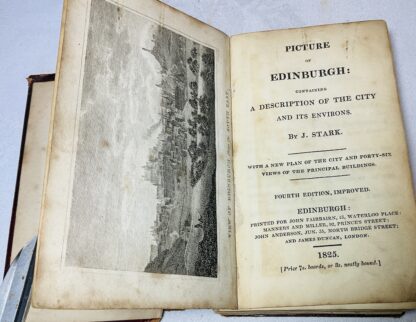 PICTURE
OF
EDINBURGH:
CONTAINING
A DESCRIPTION OF THE CITY
AND ITS ENVIRONS.
BY J. STARK.
WITH A NEW PLAN OF THE CITY AND FORTY-SIX
VIEWS OF THE PRINCIPAL BUILDINGS.
FOURTH EDITION, IMPROVED.
EDINBURGH:
PRINTED FOR JOHN FAIRBAIRN, WATERLOO PLACE:
MANNERS AND MILLER, 92, PRINCE'S STREET;
JOHN ANDERSON, JUN. 55, NORTH BRIDGE STREET;
AND JAMES DUNCAN, LONDON.
1825.
[Price 7s. boards, or 8s. neatly bound.]